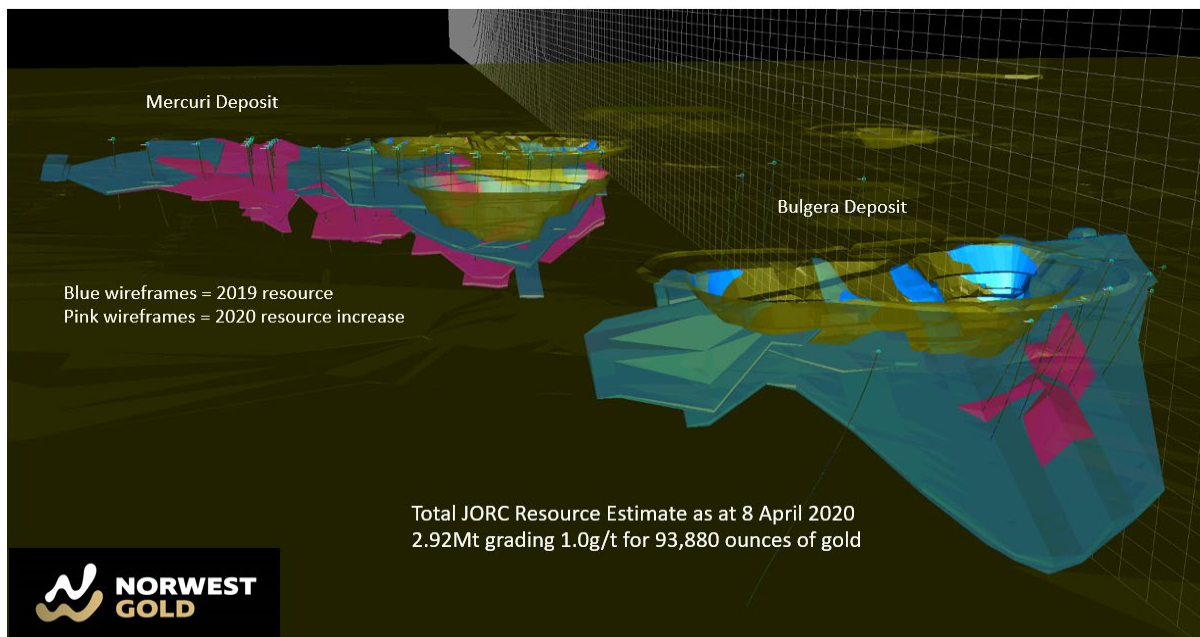 Mercuri Deposit
Bulgera Deposit
Blue wireframes = 2019 resource
Pink wireframes = 2020 resource increase
Total JORC Resource Estimate as at 8 April 2020
2.92Mt grading 1.0g/t for 93,880 ounces of gold
NORWEST
GOLD